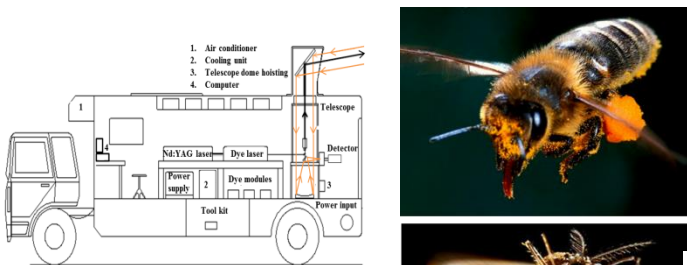 1. Air conditioner
2. Cooling unit
3. Telescope dome hoisting
4. Computer
1
Telescope
4
Detector
Nd:YAG laser
Dye laser
Power supply
2
Dye modules
3
Power input
Tool kit